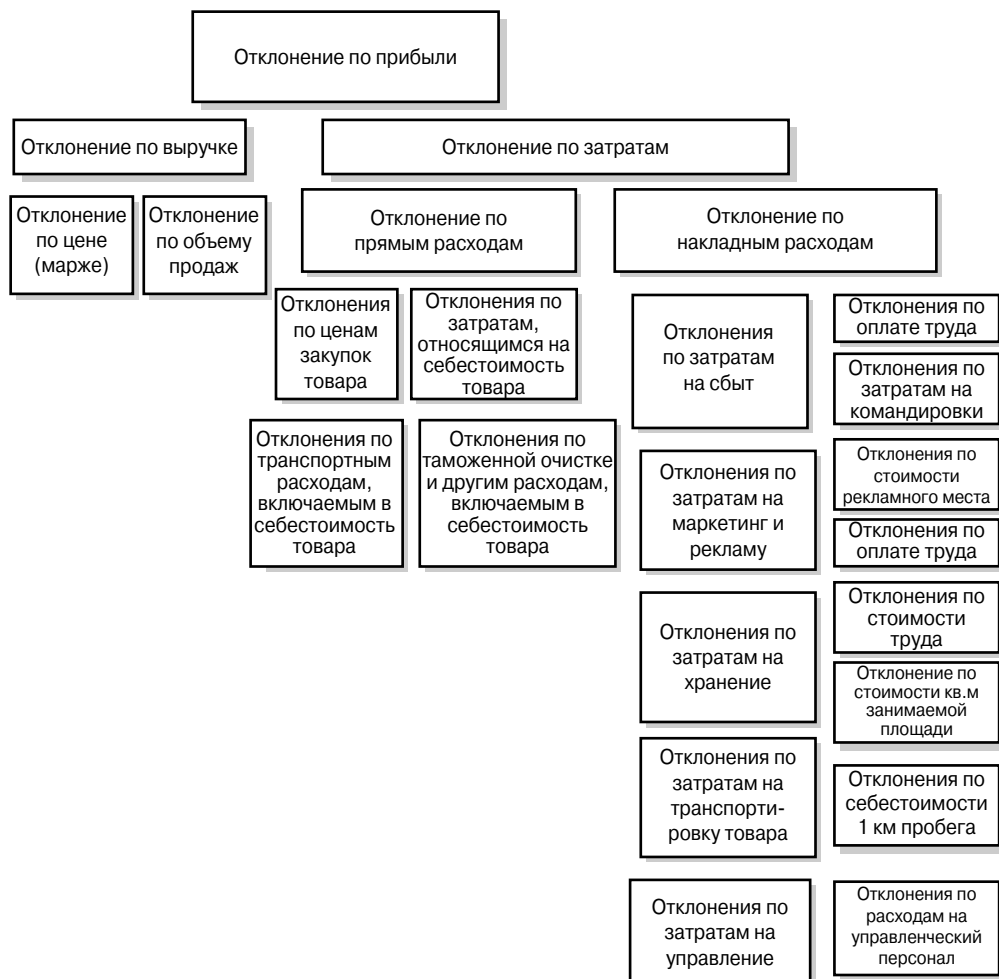 Отклонение по прибыли
Отклонение по выручке
Отклонение по затратам
Отклонение
по цене
(марже)
Отклонение
по объему
продаж
Отклонение по
прямым расходам
Отклонение по
накладным расходам
Отклонения
по ценам
закупок
товара
Отклонения по
затратам,
относящимся на
себестоимость
товара
Отклонения по
транспортным
расходам,
включаемым в
себестоимость
товара
Отклонения по
таможенной очистке
и другим расходам,
включаемым в
себестоимость
товара
Отклонения
по затратам
на сбыт
Отклонения по
оплате труда
Отклонения по
затратам на
командировки
Отклонения по
затратам на
маркетинг и
рекламу
Отклонения по
стоимости
рекламного места
Отклонения по
оплате труда
Отклонения по
затратам на
хранение
Отклонения по
стоимости
труда
Отклонение по
стоимости кв.м
занимаемой
площади
Отклонения по
затратам на
транспорти-
ровку товара
Отклонения по
себестоимости
1 км пробега
Отклонения по
затратам на
управление
Отклонения по
расходам на
управленческий
персонал